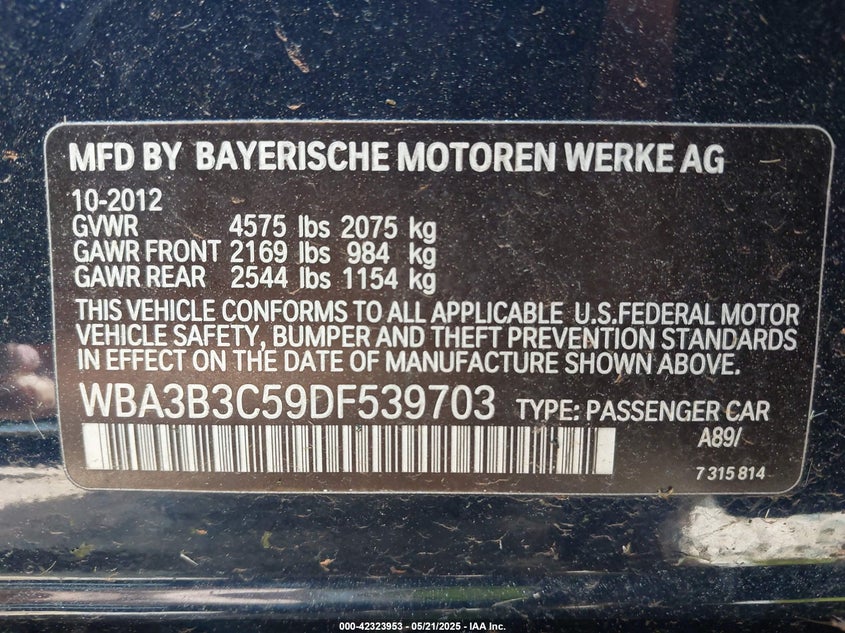 MFD BY BAYERISCHE MOTOREN WERKE AG
10-2012
GVWR 4575 lbs 2075 kg
GAWR FRONT 2169 lbs 984 kg
GAWR REAR 2544 lbs 1154 kg
THIS VEHICLE CONFORMS TO ALL APPLICABLE U.S.FEDERAL MOTOR
VEHICLE SAFETY, BUMPER AND THEFT PREVENTION STANDARDS
IN EFFECT ON THE DATE OF MANUFACTURE SHOWN ABOVE.
WBA3B3C59DF539703 TYPE: PASSENGER CAR
A89/
7 315 814
000-42323953 - 05/21/2025 - IAA Inc.